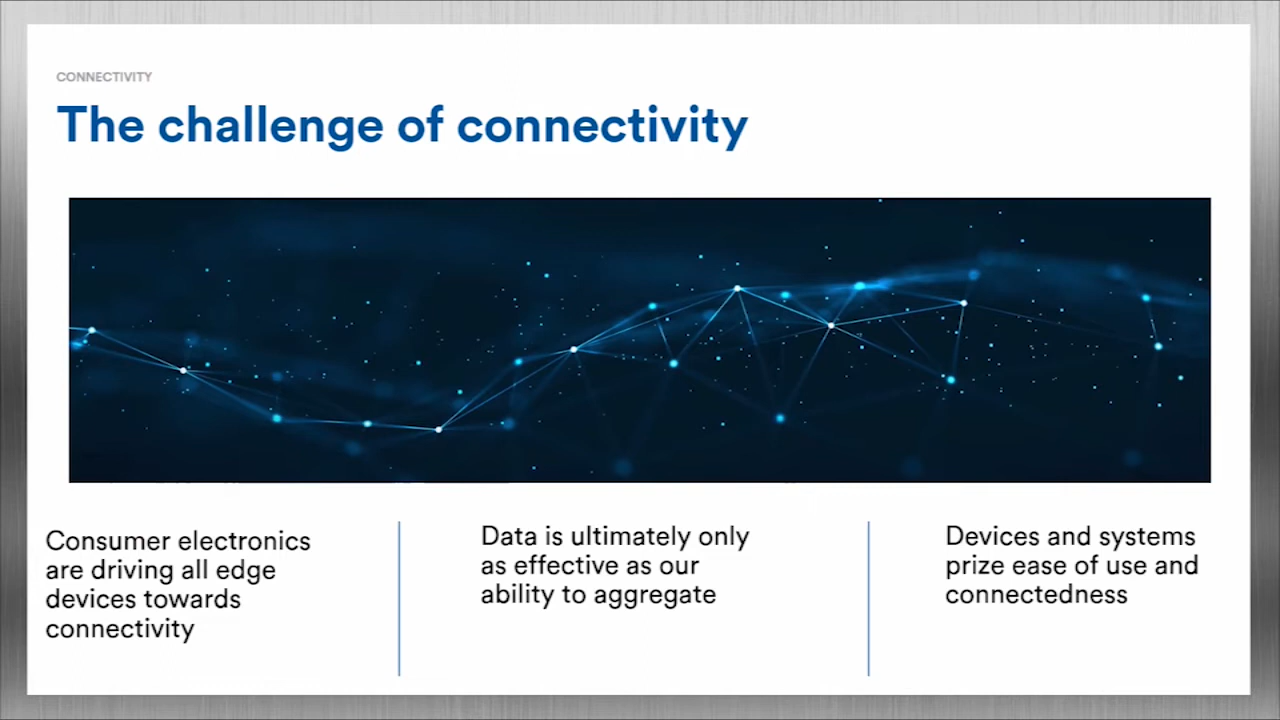 CONNECTIVITY
The challenge of connectivity
Consumer electronics
are driving all edge
devices towards
connectivity
Data is ultimately only
as effective as our
ability to aggregate
Devices and systems
prize ease of use and
connectedness